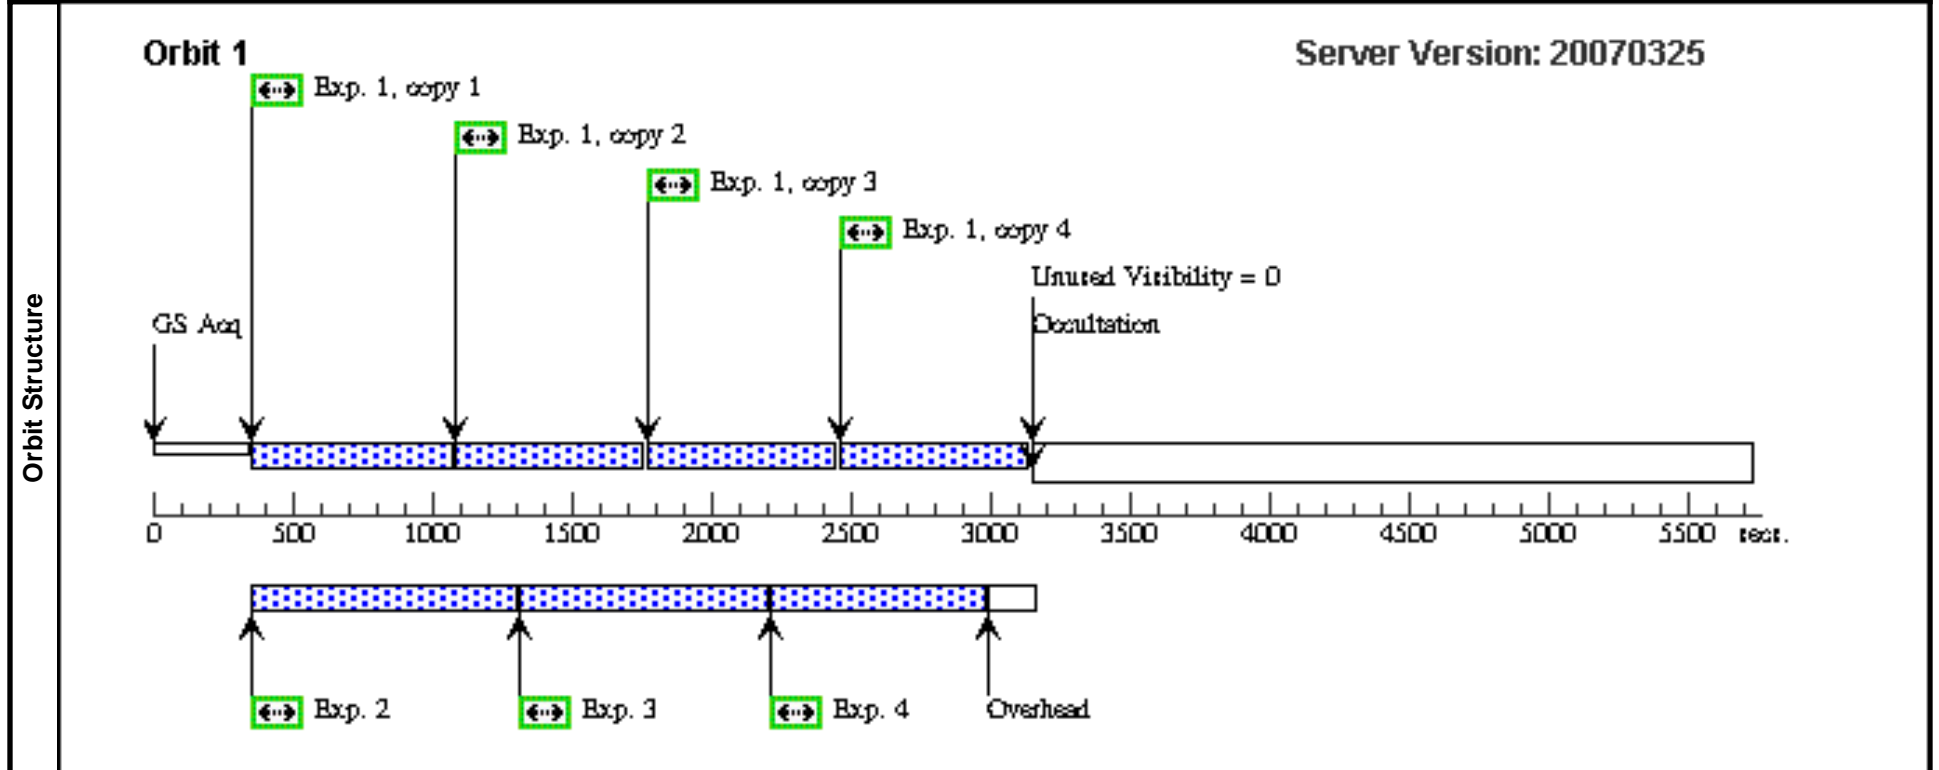 Orbit 1
Server Version: 20070325
Exp. 1, copy 1
Exp. 1, copy 2
Exp. 1, copy 3
Exp. 1, copy 4
Unused Visibility = 0
GS Acq
Occultation
Orbit Structure
0 500 1000 1500 2000 2500 3000 3500 4000 4500 5000 5500 secs.
Exp. 2
Exp. 3
Exp. 4
Overhead